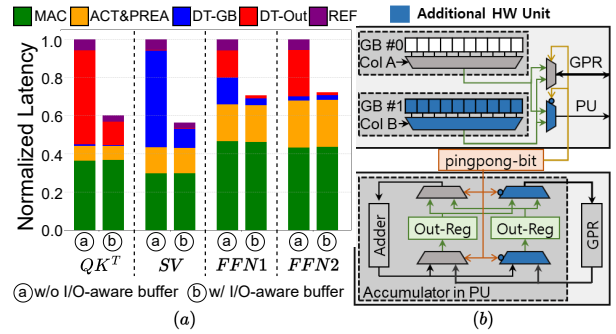 MAC ACT&PREA DT-GB DT-Out REF
Normalized Latency
1.0
0.8
0.6
0.4
0.2
0.0
a b a b a b a b
QK^T SV FFN1 FFN2
a w/o I/O-aware buffer b w/ I/O-aware buffer
(a)
Additional HW Unit
GB #0
Col A
GPR
GB #1
Col B
PU
pingpong-bit
Adder
Out-Reg
Out-Reg
GPR
Accumulator in PU
(b)